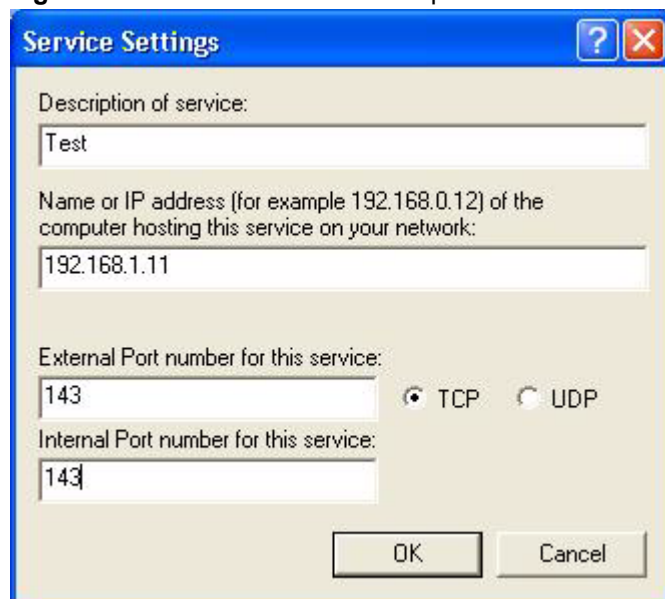 Service Settings
Description of service:
Test
Name or IP address (for example 192.168.0.12) of the
computer hosting this service on your network:
192.168.1.11
External Port number for this service:
143
TCP
UDP
Internal Port number for this service:
143
OK
Cancel